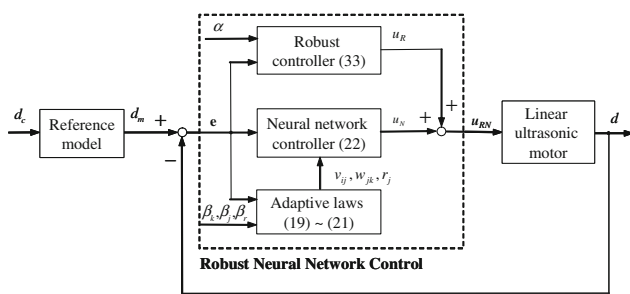 α
Robust
controller (33)
u_R
d_c
Reference
model
d_m
+
−
e
Neural network
controller (22)
u_N
+
+
u_RN
Linear
ultrasonic
motor
d
v_ij, w_jk, r_j
β_k, β_j, β_r
Adaptive laws
(19) ~ (21)
Robust Neural Network Control